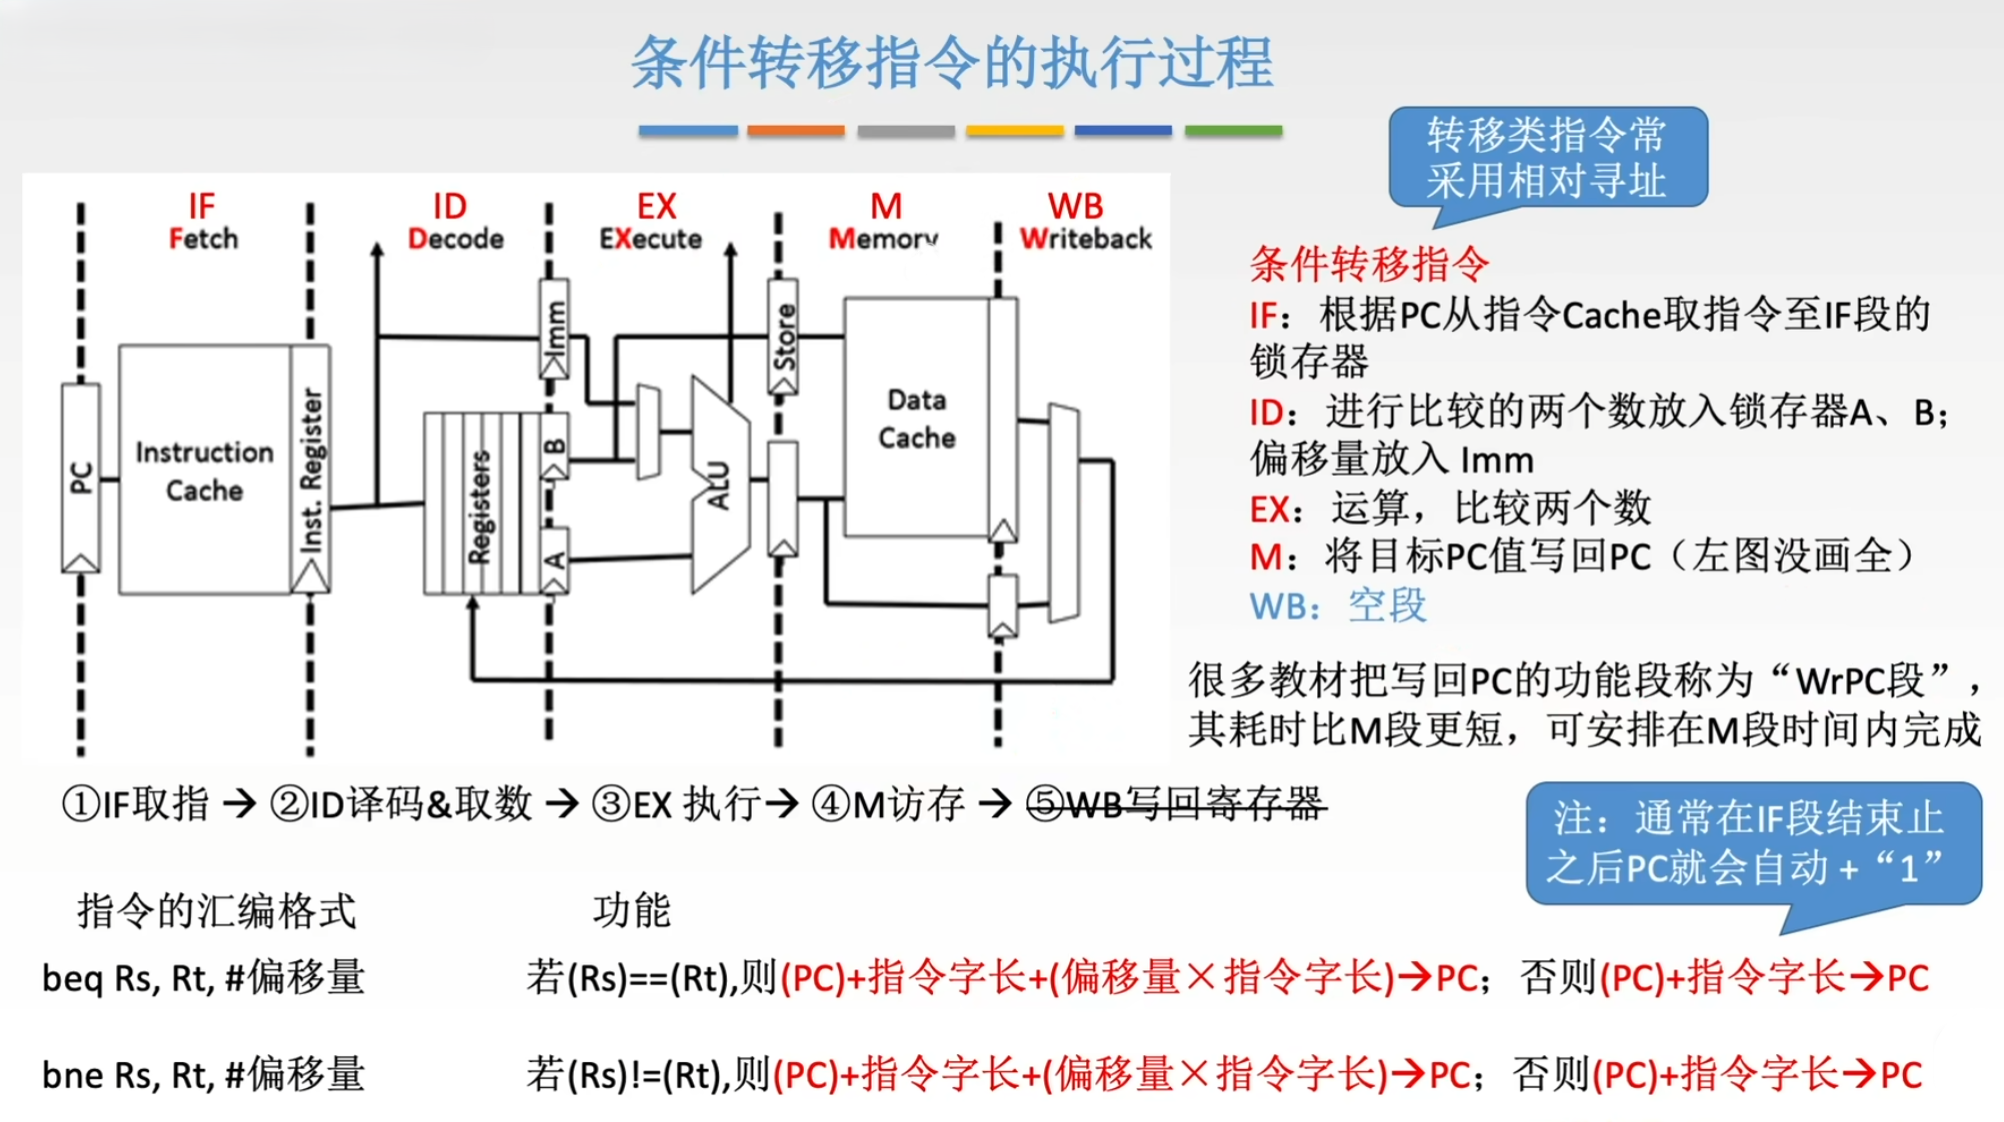 条件转移指令的执行过程
转移类指令常
采用相对寻址
IF
Fetch
ID
Decode
EX
EXecute
M
Memory
WB
Writeback
PC
Instruction
Cache
Inst. Register
Registers
Imm
B
A
ALU
Store
Data
Cache
条件转移指令
IF：根据PC从指令Cache取指令至IF段的
锁存器
ID：进行比较的两个数放入锁存器A、B；
偏移量放入 Imm
EX：运算，比较两个数
M：将目标PC值写回PC（左图没画全）
WB：空段
很多教材把写回PC的功能段称为“WrPC段”，
其耗时比M段更短，可安排在M段时间内完成
①IF取指 → ②ID译码&取数 → ③EX 执行→ ④M访存 → ⑤WB写回寄存器
注：通常在IF段结束止
之后PC就会自动 + “1”
指令的汇编格式 功能
beq Rs, Rt, #偏移量 若(Rs)==(Rt),则(PC)+指令字长+(偏移量×指令字长)→PC；否则(PC)+指令字长→PC
bne Rs, Rt, #偏移量 若(Rs)!=(Rt),则(PC)+指令字长+(偏移量×指令字长)→PC；否则(PC)+指令字长→PC